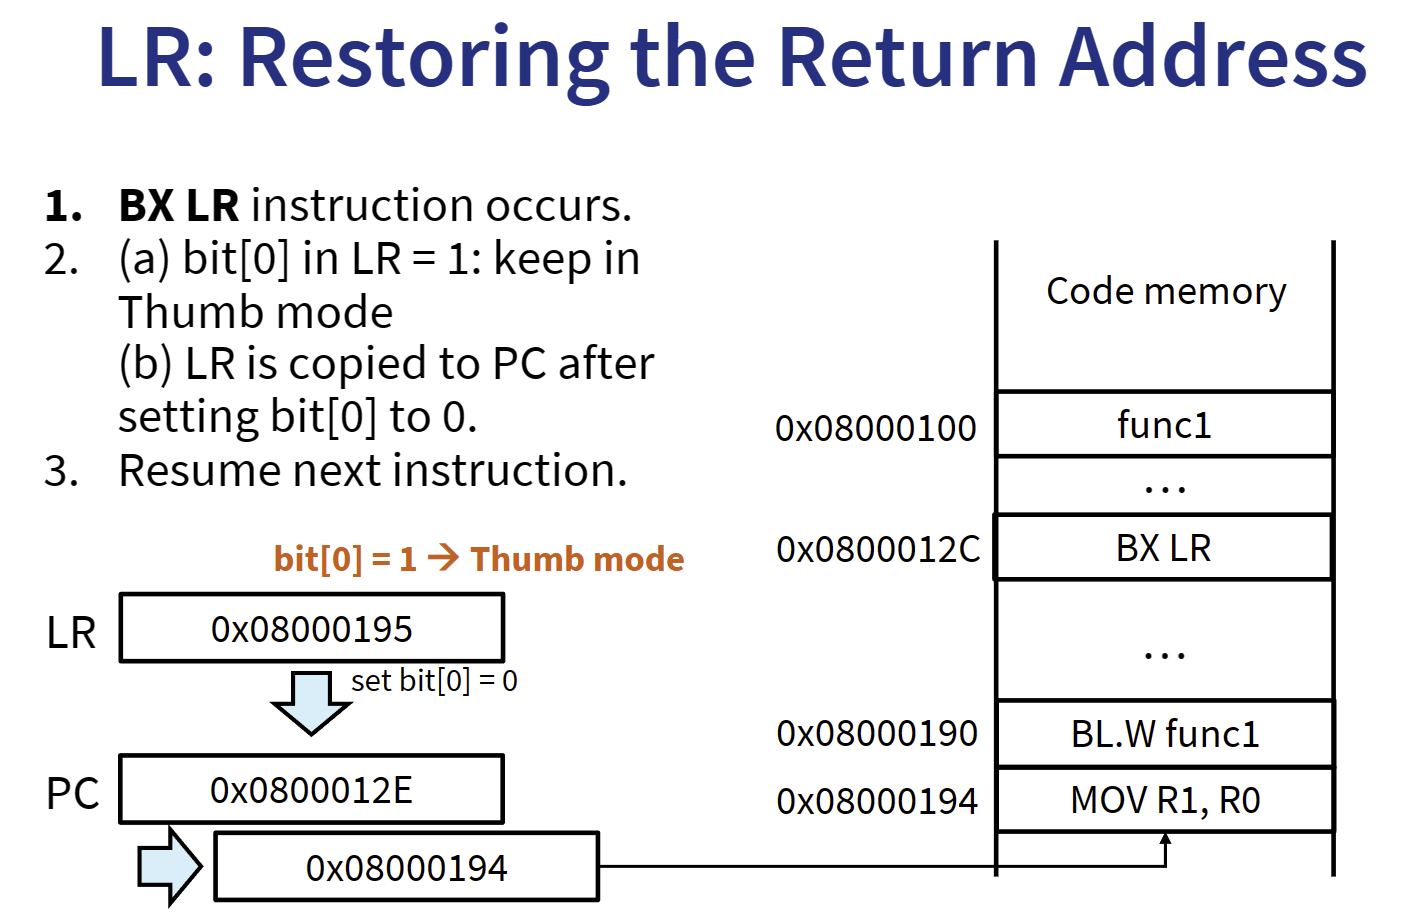 LR: Restoring the Return Address
1. BX LR instruction occurs.
2. (a) bit[0] in LR = 1: keep in
Thumb mode
(b) LR is copied to PC after
setting bit[0] to 0.
3. Resume next instruction.
bit[0] = 1 → Thumb mode
LR 0x08000195
set bit[0] = 0
PC 0x0800012E
0x08000194
Code memory
0x08000100 func1
...
0x0800012C BX LR
...
0x08000190 BL.W func1
0x08000194 MOV R1, R0